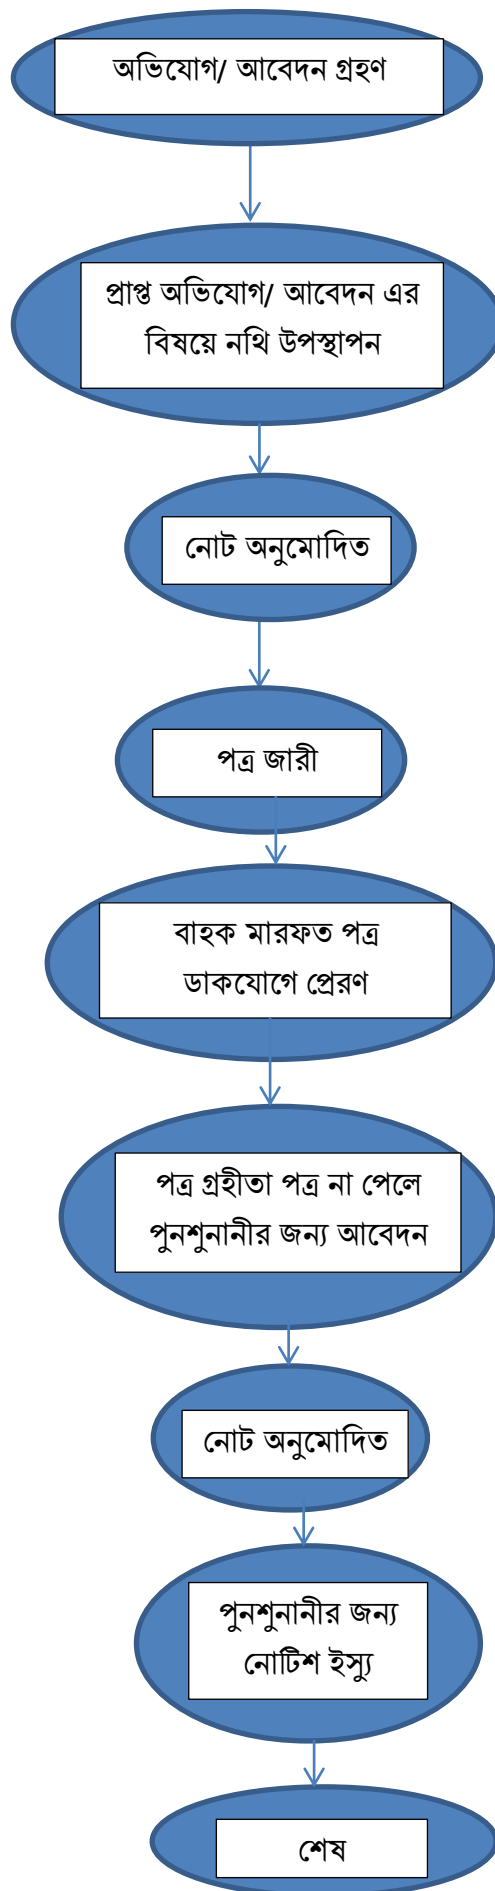 অভিযোগ/ আবেদন গ্রহণ
প্রাপ্ত অভিযোগ/ আবেদন এর
বিষয়ে নথি উপস্থাপন
নোট অনুমোদিত
পত্র জারী
বাহক মারফত পত্র
ডাকযোগে প্রেরণ
পত্র গ্রহীতা পত্র না পেলে
পুনশুনানীর জন্য আবেদন
নোট অনুমোদিত
পুনশুনানীর জন্য
নোটিশ ইস্যু
শেষ